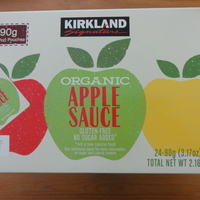 90g
KIRKLAND
Signature
ORGANIC
APPLE
SAUCE
GLUTEN FREE
NO SUGAR ADDED*
24-90g (3.17oz)
TOTAL NET WT 2.16